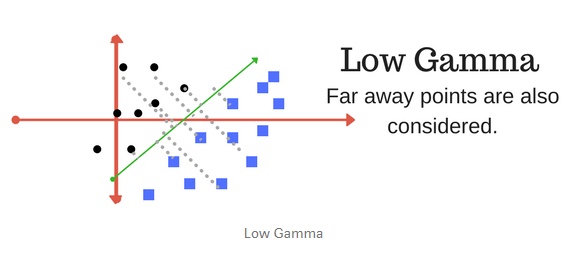 Low Gamma
Far away points are also
considered.
Low Gamma